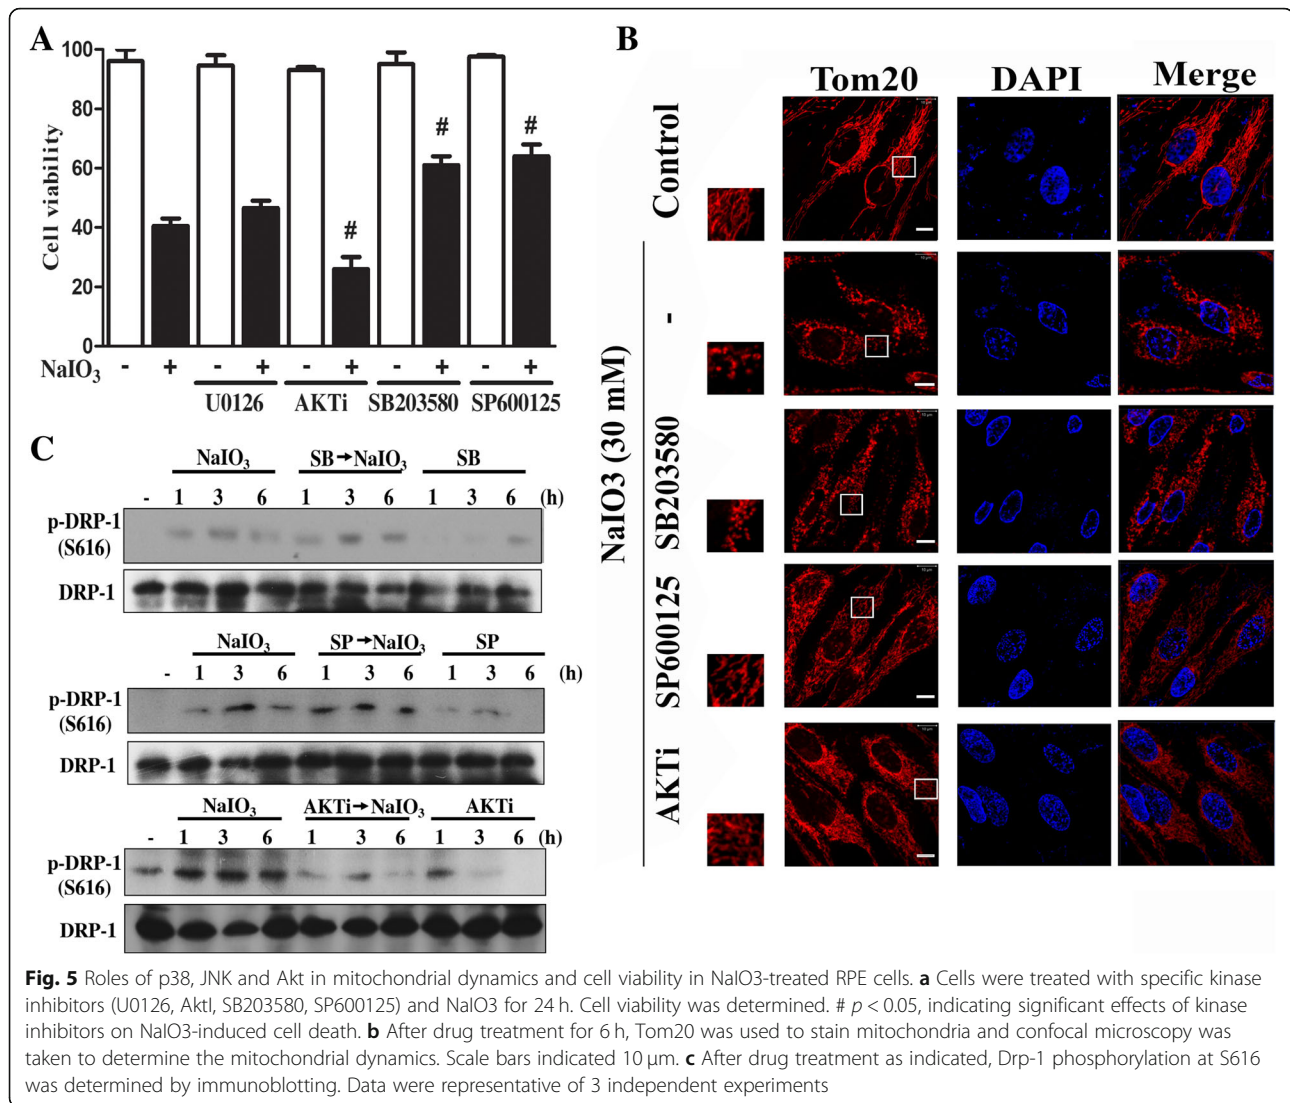 A
100
80
60
40
20
0
Cell viability
#
#
#
NaIO3 - + - + - + - + - +
U0126 AKTi SB203580 SP600125
B
Tom20 DAPI Merge
Control
NaIO3 (30 mM)
-
SB203580
SP600125
AKTi
C
NaIO3 SB→NaIO3 SB
- 1 3 6 1 3 6 1 3 6 (h)
p-DRP-1
(S616)
DRP-1
NaIO3 SP→NaIO3 SP
- 1 3 6 1 3 6 1 3 6 (h)
p-DRP-1
(S616)
DRP-1
NaIO3 AKTi→NaIO3 AKTi
- 1 3 6 1 3 6 1 3 6 (h)
p-DRP-1
(S616)
DRP-1
Fig. 5 Roles of p38, JNK and Akt in mitochondrial dynamics and cell viability in NaIO3-treated RPE cells. a Cells were treated with specific kinase
inhibitors (U0126, AktI, SB203580, SP600125) and NaIO3 for 24 h. Cell viability was determined. # p < 0.05, indicating significant effects of kinase
inhibitors on NaIO3-induced cell death. b After drug treatment for 6 h, Tom20 was used to stain mitochondria and confocal microscopy was
taken to determine the mitochondrial dynamics. Scale bars indicated 10 μm. c After drug treatment as indicated, Drp-1 phosphorylation at S616
was determined by immunoblotting. Data were representative of 3 independent experiments